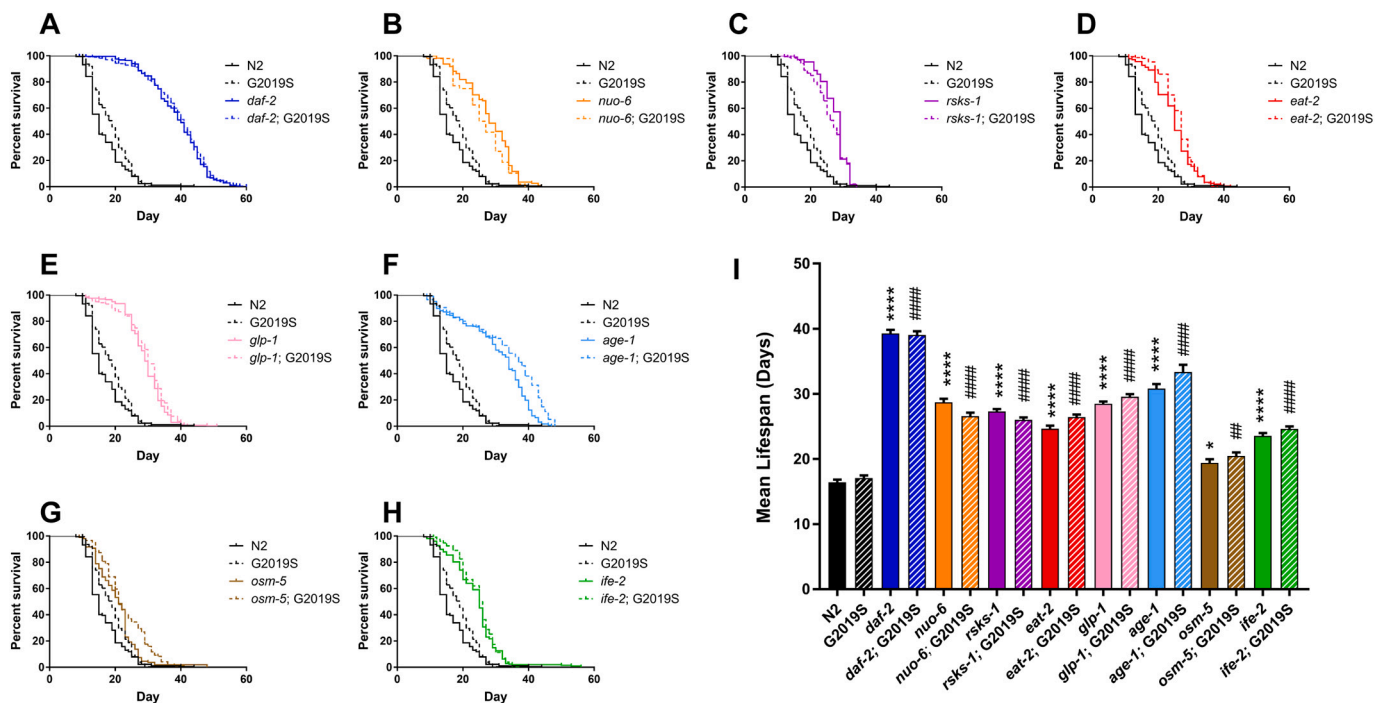 A
Percent survival
100
80
60
40
20
0
0
20
40
60
Day
N2
G2019S
daf-2
daf-2; G2019S
B
Percent survival
100
80
60
40
20
0
0
20
40
60
Day
N2
G2019S
nuo-6
nuo-6; G2019S
C
Percent survival
100
80
60
40
20
0
0
20
40
60
Day
N2
G2019S
rsks-1
rsks-1; G2019S
D
Percent survival
100
80
60
40
20
0
0
20
40
60
Day
N2
G2019S
eat-2
eat-2; G2019S
E
Percent survival
100
80
60
40
20
0
0
20
40
60
Day
N2
G2019S
glp-1
glp-1; G2019S
F
Percent survival
100
80
60
40
20
0
0
20
40
60
Day
N2
G2019S
age-1
age-1; G2019S
G
Percent survival
100
80
60
40
20
0
0
20
40
60
Day
N2
G2019S
osm-5
osm-5; G2019S
H
Percent survival
100
80
60
40
20
0
0
20
40
60
Day
N2
G2019S
ife-2
ife-2; G2019S
I
Mean Lifespan (Days)
50
40
30
20
10
0
****
####
****
####
****
####
****
####
****
####
****
####
*
##
****
####
N2
G2019S
daf-2
daf-2; G2019S
nuo-6
nuo-6; G2019S
rsks-1
rsks-1; G2019S
eat-2
eat-2; G2019S
glp-1
glp-1; G2019S
age-1
age-1; G2019S
osm-5
osm-5; G2019S
ife-2
ife-2; G2019S